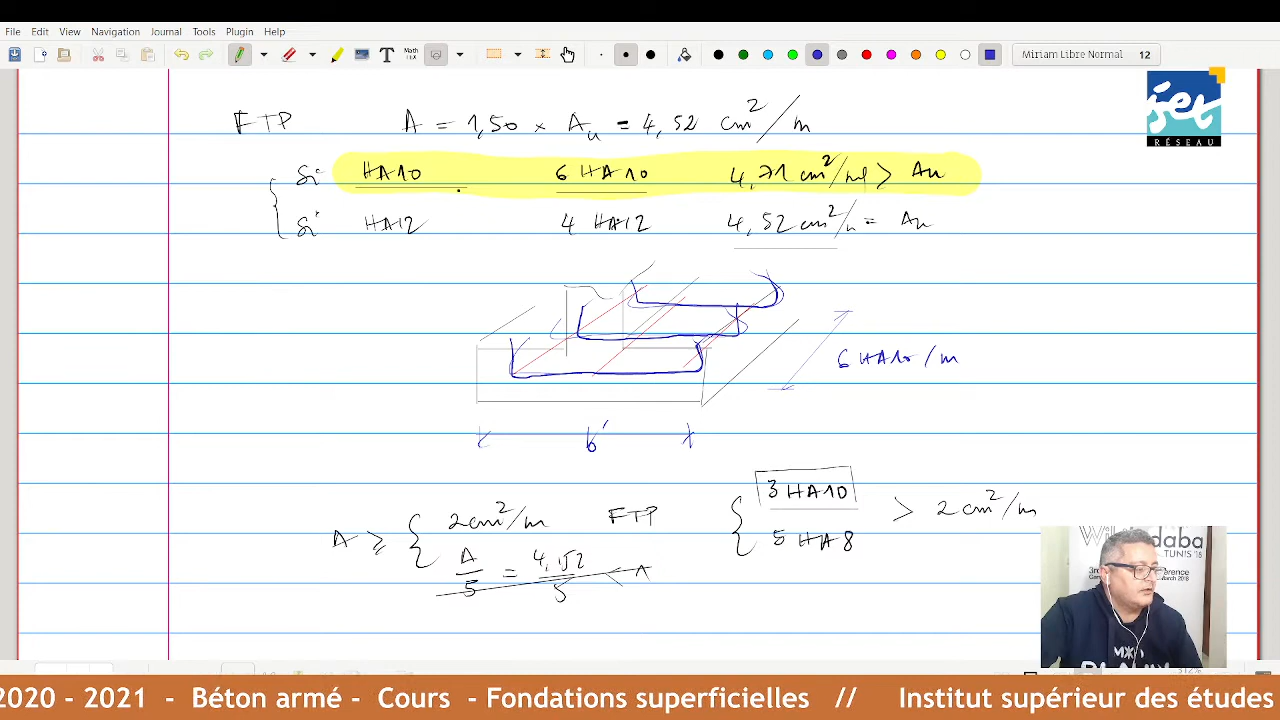 File Edit View Navigation Journal Tools Plugin Help
Miriam Libre Normal 12
iset
RÉSEAU
FTP A = 1,50 × Au = 4,52 cm²/m
Si HA10 6 HA10 4,71 cm²/ml > Au
Si HA12 4 HA12 4,52 cm²/m = Au
6 HA10/m
b'
3 HA10
A ≥ { 2cm²/m FTP > 2 cm²/m
5 HA8
A/5 = 4,52/5 < 1
2020 - 2021 - Béton armé - Cours - Fondations superficielles // Institut supérieur des études